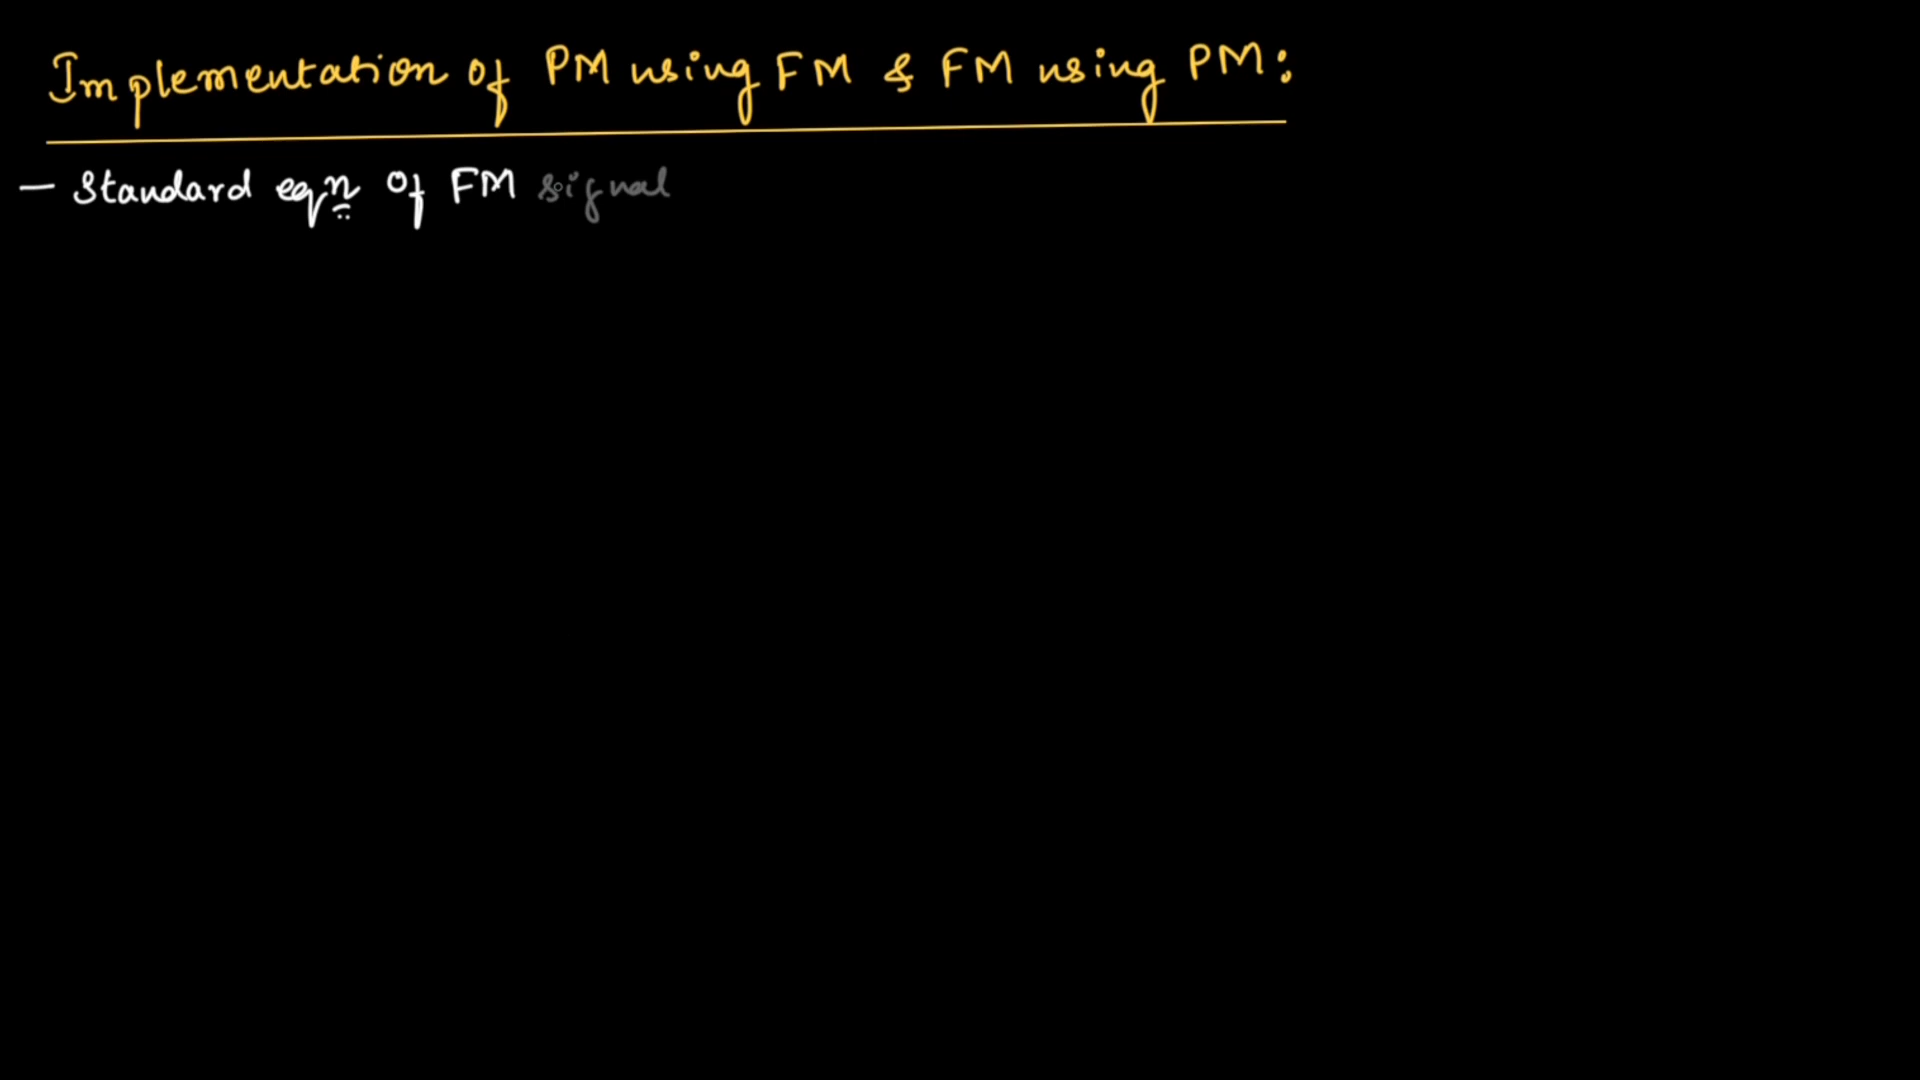 Implementation of PM using FM & FM using PM:
- Standard eqn of FM signal